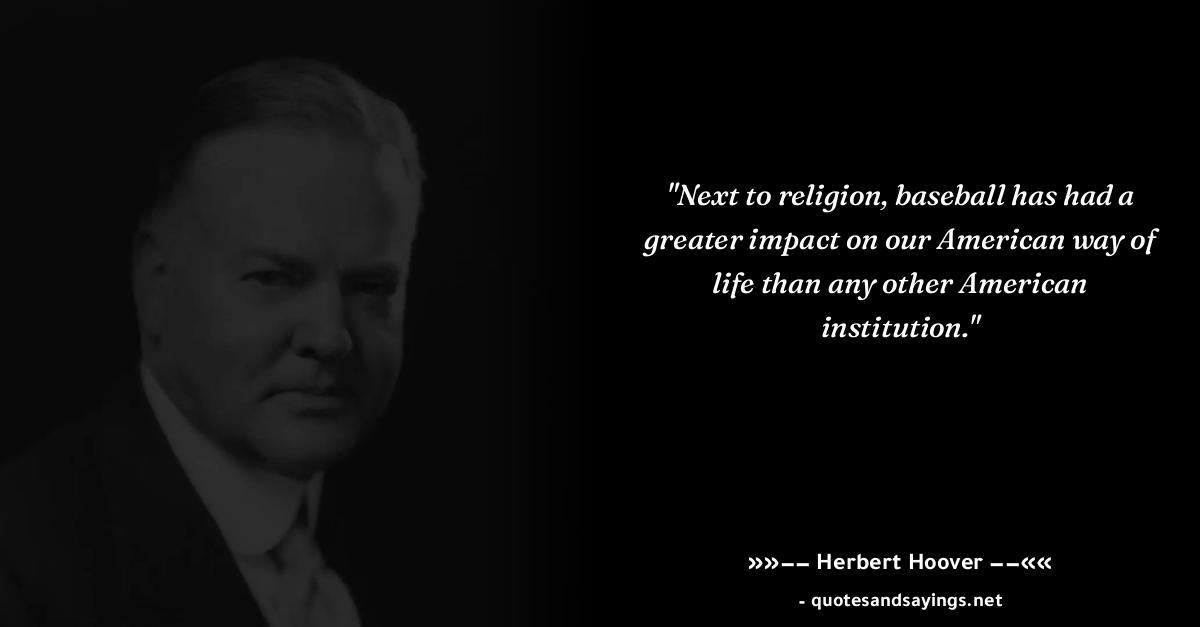 "Next to religion, baseball has had a
greater impact on our American way of
life than any other American
institution."
»»–– Herbert Hoover ––««
- quotesandsayings.net